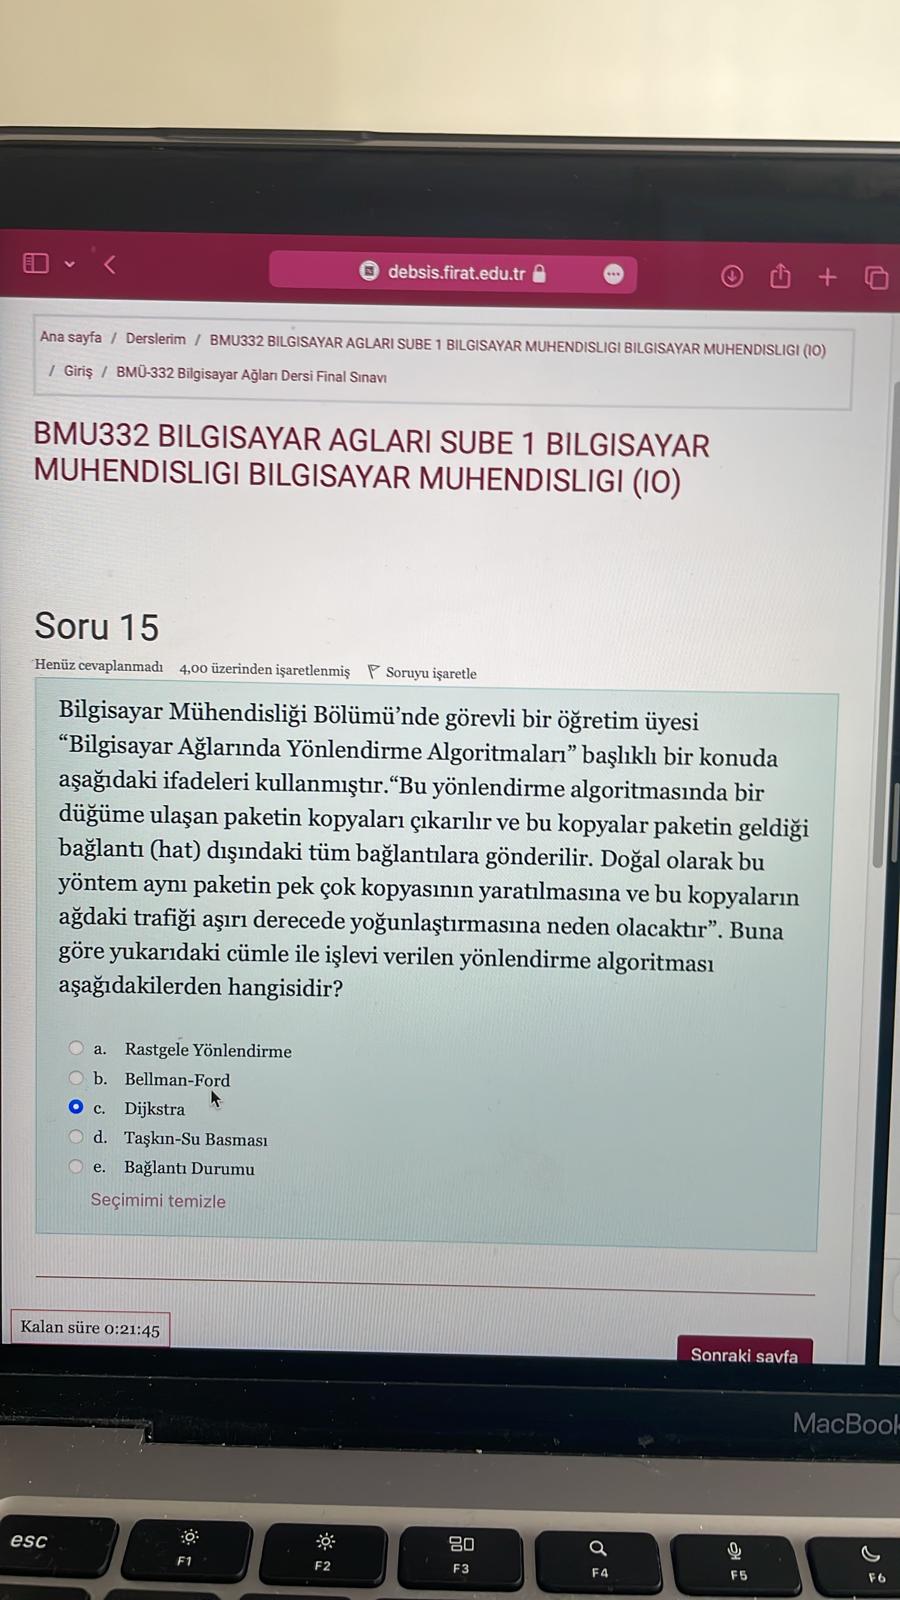 debsis.firat.edu.tr
Ana sayfa / Derslerim / BMU332 BILGISAYAR AGLARI SUBE 1 BILGISAYAR MUHENDISLIGI BILGISAYAR MUHENDISLIGI (IO)
/ Giriş / BMÜ-332 Bilgisayar Ağları Dersi Final Sınavı
BMU332 BILGISAYAR AGLARI SUBE 1 BILGISAYAR
MUHENDISLIGI BILGISAYAR MUHENDISLIGI (IO)
Soru 15
Henüz cevaplanmadı 4,00 üzerinden işaretlenmiş Soruyu işaretle
Bilgisayar Mühendisliği Bölümü'nde görevli bir öğretim üyesi
“Bilgisayar Ağlarında Yönlendirme Algoritmaları” başlıklı bir konuda
aşağıdaki ifadeleri kullanmıştır.“Bu yönlendirme algoritmasında bir
düğüme ulaşan paketin kopyaları çıkarılır ve bu kopyalar paketin geldiği
bağlantı (hat) dışındaki tüm bağlantılara gönderilir. Doğal olarak bu
yöntem aynı paketin pek çok kopyasının yaratılmasına ve bu kopyaların
ağdaki trafiği aşırı derecede yoğunlaştırmasına neden olacaktır”. Buna
göre yukarıdaki cümle ile işlevi verilen yönlendirme algoritması
aşağıdakilerden hangisidir?
a. Rastgele Yönlendirme
b. Bellman-Ford
c. Dijkstra
d. Taşkın-Su Basması
e. Bağlantı Durumu
Seçimimi temizle
Kalan süre 0:21:45
Sonraki sayfa
MacBook
esc
F1
F2
F3
F4
F5
F6